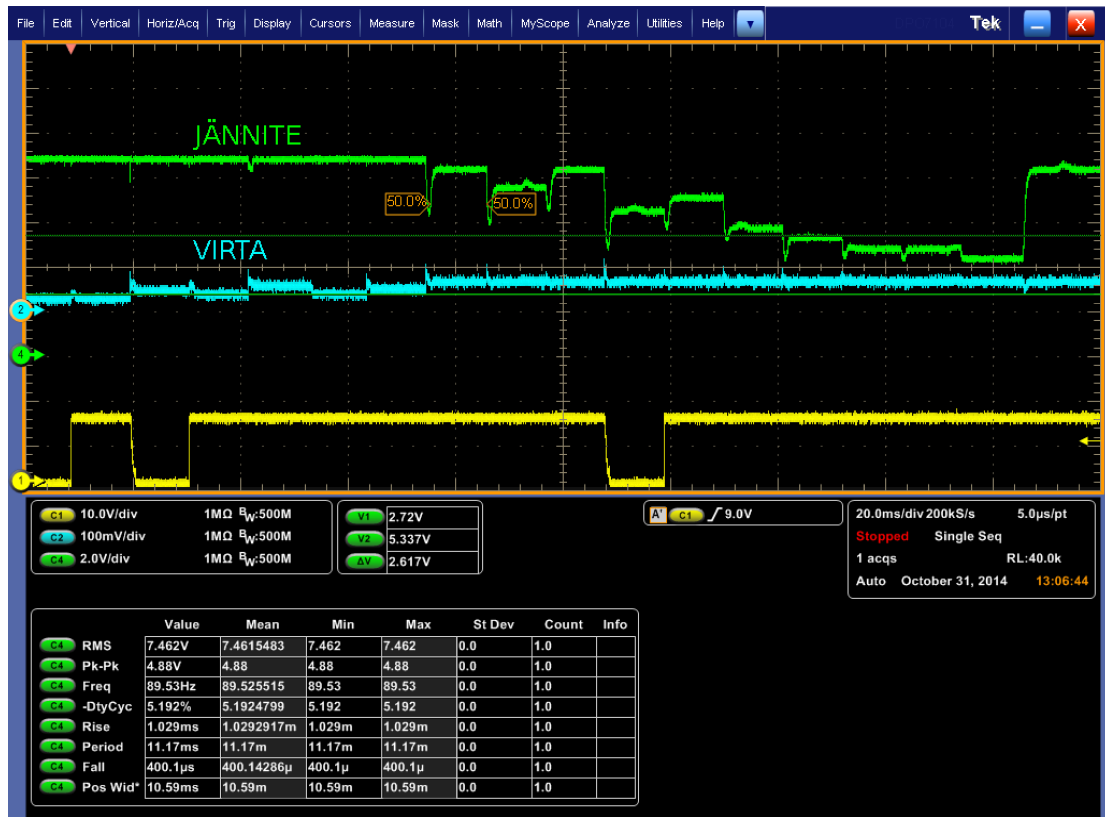 File Edit Vertical Horiz/Acq Trig Display Cursors Measure Mask Math MyScope Analyze Utilities Help Tek X
JÄNNITE
50.0% 50.0%
VIRTA
2
4
1
C1 10.0V/div 1MΩ BW:500M
C2 100mV/div 1MΩ BW:500M
C4 2.0V/div 1MΩ BW:500M
V1 2.72V
V2 5.337V
ΔV 2.617V
A' C1 9.0V
20.0ms/div 200kS/s 5.0µs/pt
Stopped Single Seq
1 acqs RL:40.0k
Auto October 31, 2014 13:06:44
Value Mean Min Max St Dev Count Info
C4 RMS 7.462V 7.4615483 7.462 7.462 0.0 1.0
C4 Pk-Pk 4.88V 4.88 4.88 4.88 0.0 1.0
C4 Freq 89.53Hz 89.525515 89.53 89.53 0.0 1.0
C4 -DtyCyc 5.192% 5.1924799 5.192 5.192 0.0 1.0
C4 Rise 1.029ms 1.0292917m 1.029m 1.029m 0.0 1.0
C4 Period 11.17ms 11.17m 11.17m 11.17m 0.0 1.0
C4 Fall 400.1µs 400.14286µ 400.1µ 400.1µ 0.0 1.0
C4 Pos Wid* 10.59ms 10.59m 10.59m 10.59m 0.0 1.0